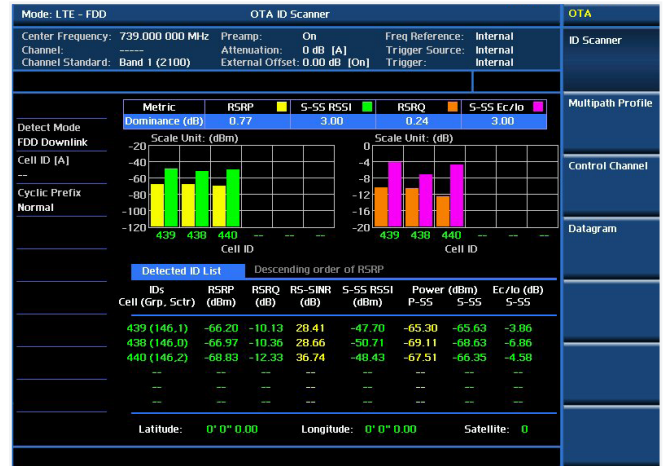 Mode: LTE - FDD OTA ID Scanner OTA
Center Frequency: 739.000 000 MHz Preamp: On Freq Reference: Internal
Channel: ----- Attenuation: 0 dB [A] Trigger Source: Internal
Channel Standard: Band 1 (2100) External Offset: 0.00 dB [On] Trigger: Internal
ID Scanner
Multipath Profile
Control Channel
Datagram
Detect Mode
FDD Downlink
Cell ID [A]
--
Cyclic Prefix
Normal
Metric RSRP S-SS RSSI RSRQ S-SS Ec/Io
Dominance (dB) 0.77 3.00 0.24 3.00
Scale Unit: (dBm) Scale Unit: (dB)
-20 0
-40 -4
-60 -8
-80 -12
-100 -16
-120 -20
439 438 440 -- -- -- 439 438 440 -- -- --
Cell ID Cell ID
Detected ID List Descending order of RSRP
IDs RSRP RSRQ RS-SINR S-SS RSSI Power (dBm) Ec/Io (dB)
Cell (Grp, Sctr) (dBm) (dB) (dB) (dBm) P-SS S-SS S-SS
439 (146,1) -66.20 -10.13 28.41 -47.70 -65.30 -65.63 -3.86
438 (146,0) -66.97 -10.36 28.66 -50.71 -69.11 -68.63 -6.86
440 (146,2) -68.83 -12.33 36.74 -48.43 -67.51 -66.35 -4.58
-- -- -- -- -- -- -- --
-- -- -- -- -- -- -- --
-- -- -- -- -- -- -- --
Latitude: 0' 0" 0.00 Longitude: 0' 0" 0.00 Satellite: 0